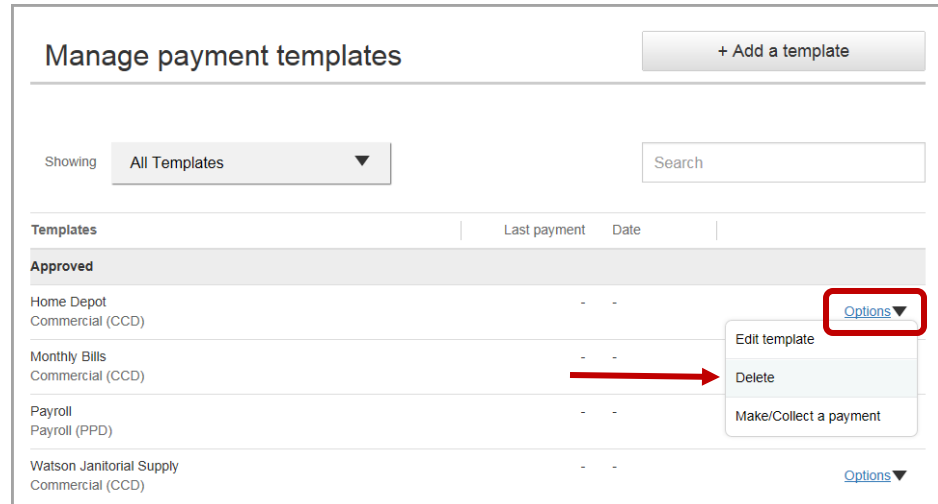 Manage payment templates
+ Add a template
Showing
All Templates
Search
Templates Last payment Date
Approved
Home Depot - - Options
Commercial (CCD)
Edit template
Monthly Bills - -
Commercial (CCD)
Delete
Payroll - -
Payroll (PPD)
Make/Collect a payment
Watson Janitorial Supply - - Options
Commercial (CCD)